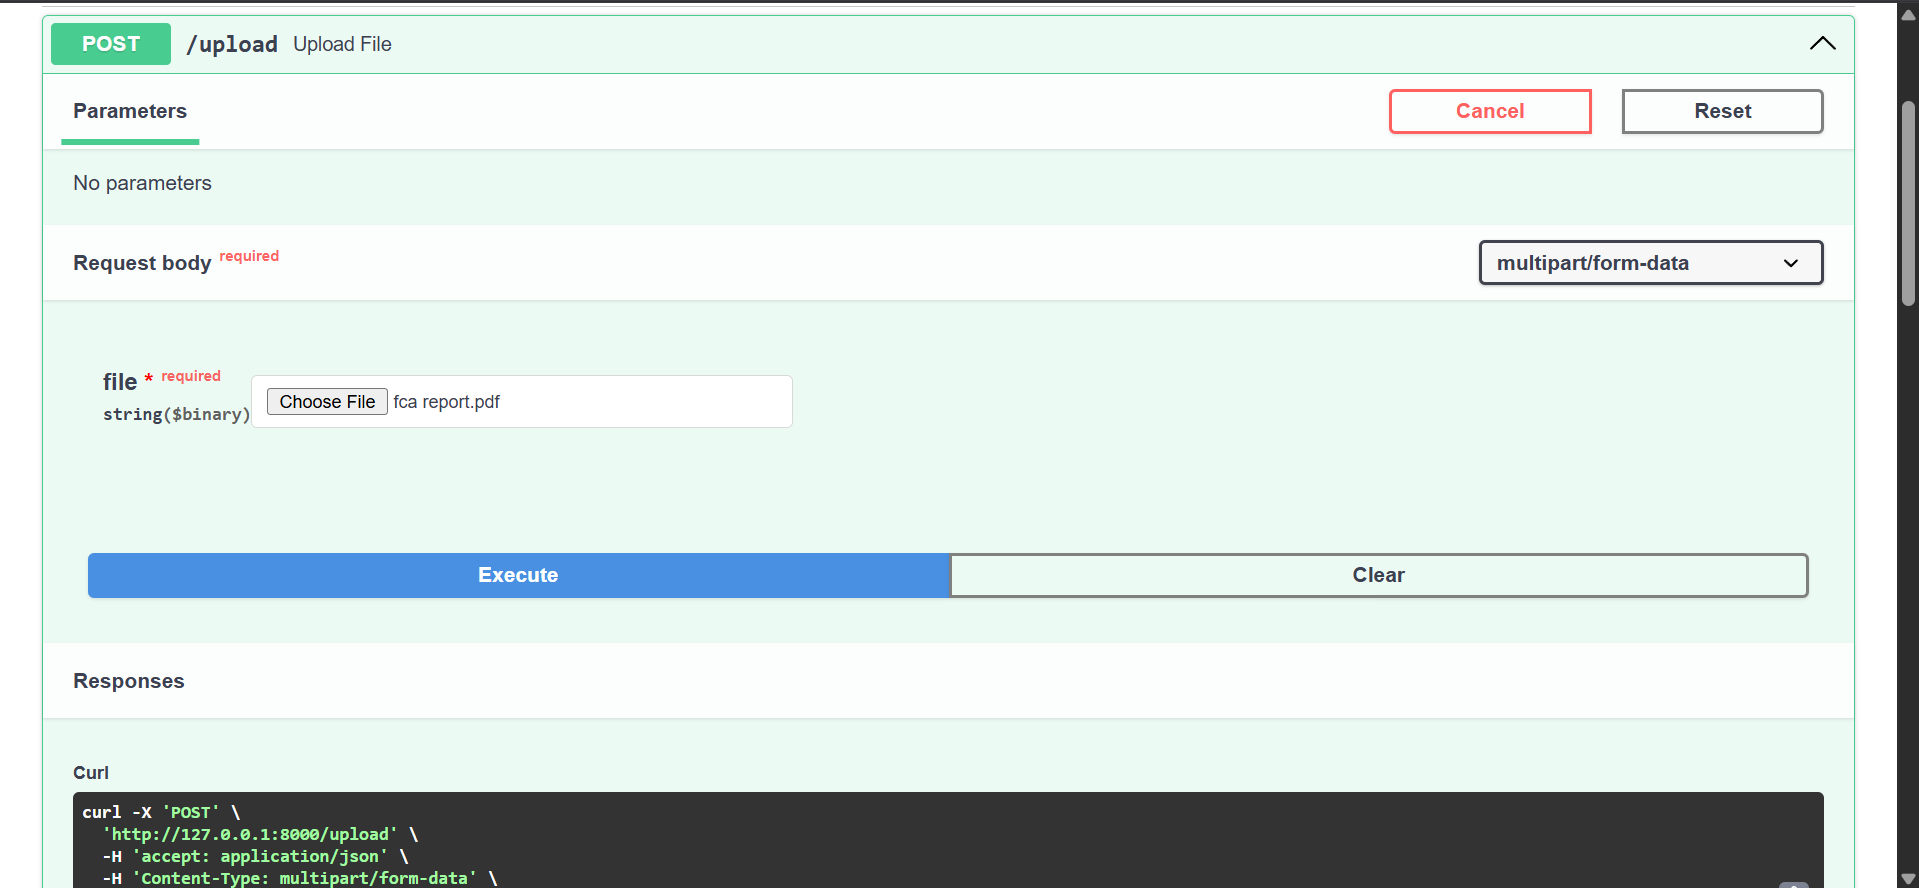 POST /upload Upload File
Parameters Cancel Reset
No parameters
Request body required multipart/form-data
file * required
string($binary) Choose File fca report.pdf
Execute Clear
Responses
Curl
curl -X 'POST' \
'http://127.0.0.1:8000/upload' \
-H 'accept: application/json' \
-H 'Content-Type: multipart/form-data' \